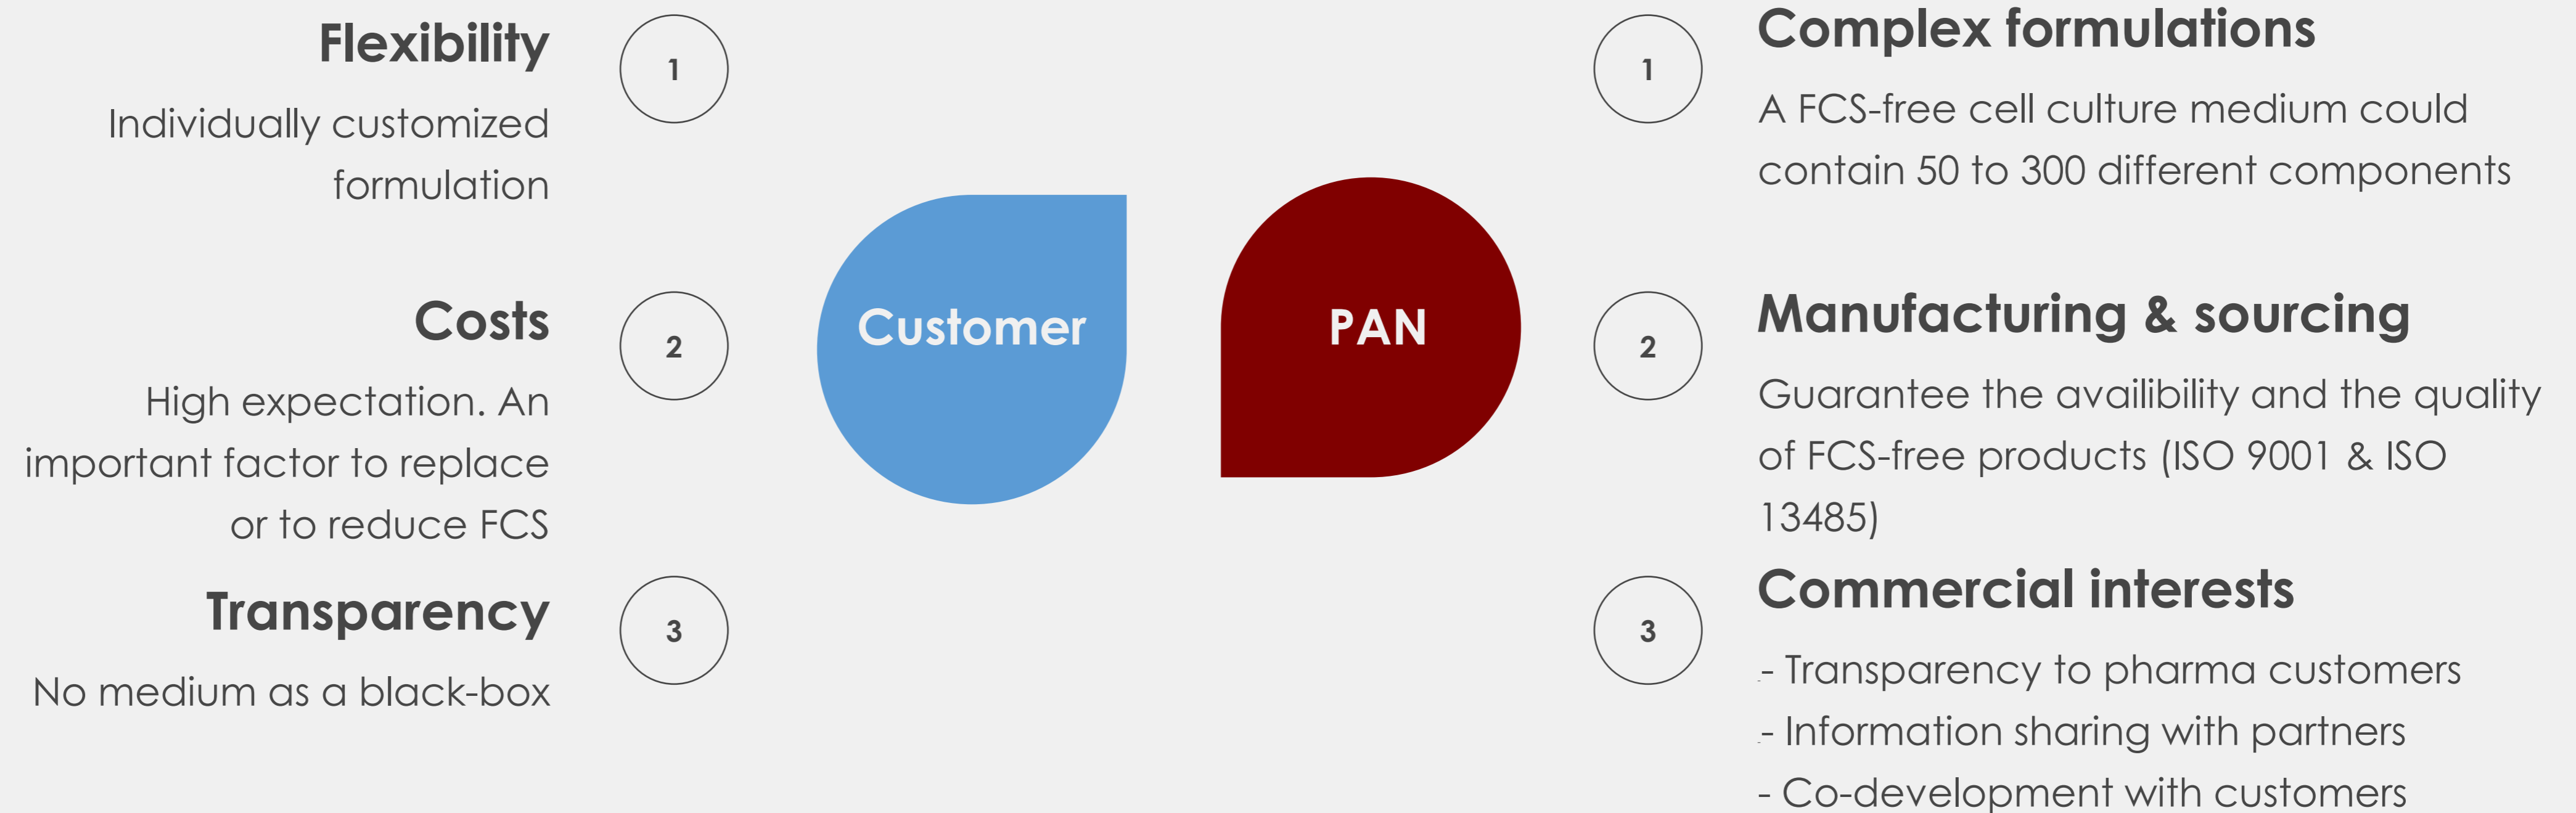 Flexibility
1
Individually customized
formulation
Costs
2
High expectation. An
important factor to replace
or to reduce FCS
Transparency
3
No medium as a black-box
Customer
PAN
1
Complex formulations
A FCS-free cell culture medium could
contain 50 to 300 different components
2
Manufacturing & sourcing
Guarantee the availibility and the quality
of FCS-free products (ISO 9001 & ISO
13485)
3
Commercial interests
- Transparency to pharma customers
- Information sharing with partners
- Co-development with customers